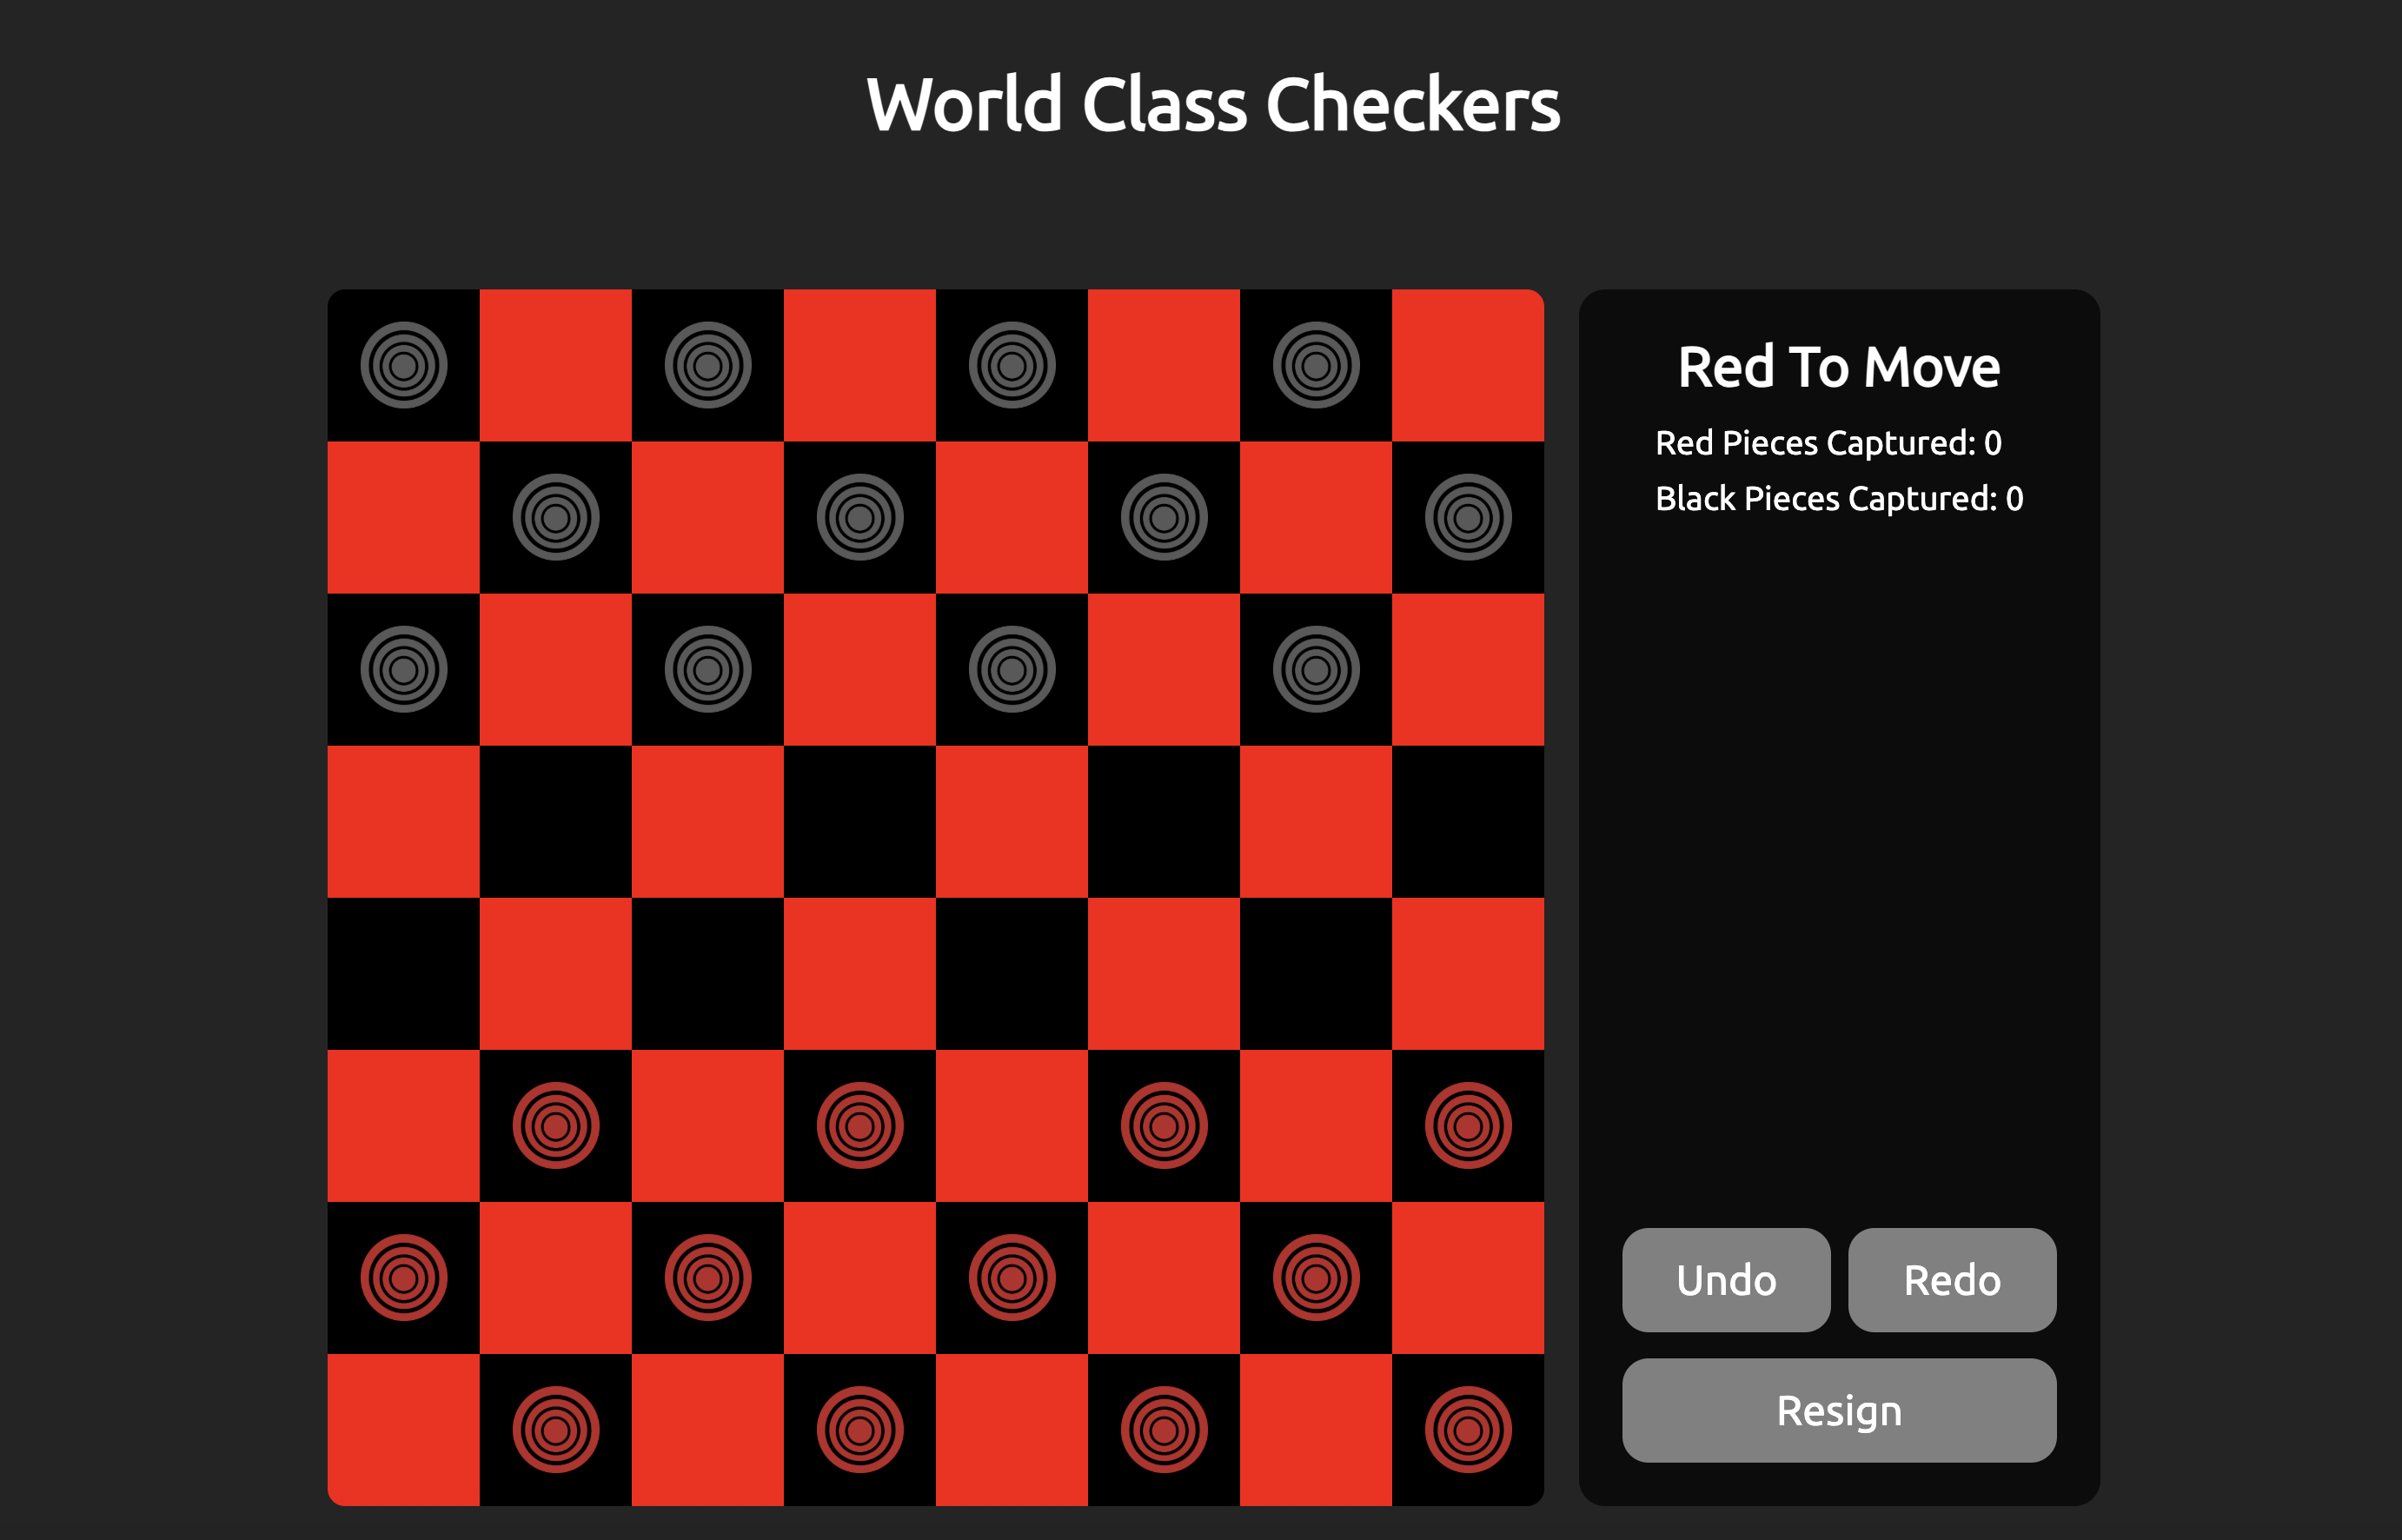 World Class Checkers
Red To Move
Red Pieces Captured: 0
Black Pieces Captured: 0
Undo
Redo
Resign